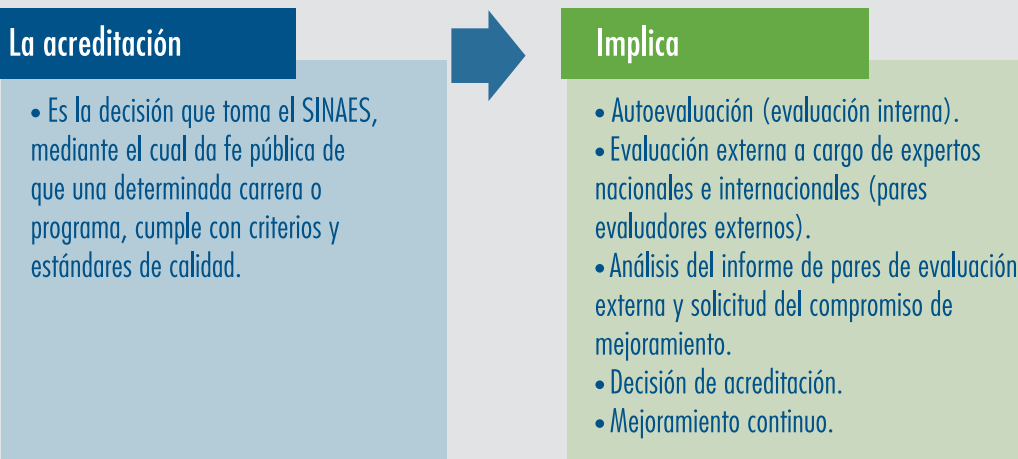 La acreditación
• Es la decisión que toma el SINAES,
mediante el cual da fe pública de
que una determinada carrera o
programa, cumple con criterios y
estándares de calidad.
Implica
• Autoevaluación (evaluación interna).
• Evaluación externa a cargo de expertos
nacionales e internacionales (pares
evaluadores externos).
• Análisis del informe de pares de evaluación
externa y solicitud del compromiso de
mejoramiento.
• Decisión de acreditación.
• Mejoramiento continuo.